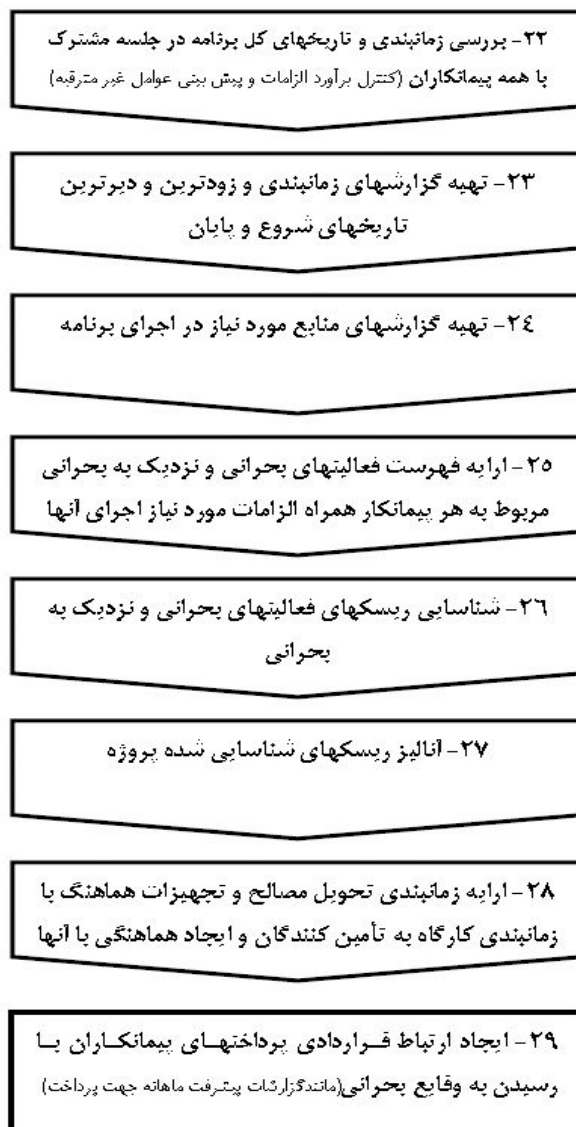 ۲۲- بررسی زمانبندی و تاریخهای کل برنامه در جلسه مشترک
با همه پیمانکاران (کنترل برآورد الزامات و پیش بینی عوامل غیر مترقبه)
۲۳- تهیه گزارشهای زمانبندی و زودترین و دیرترین
تاریخهای شروع و پایان
۲٤- تهیه گزارشهای منابع مورد نیاز در اجرای برنامه
۲۵- ارایه فهرست فعالیتهای بحرانی و نزدیک به بحرانی
مربوط به هر پیمانکار همراه الزامات مورد نیاز اجرای آنها
۲٦- شناسایی ریسکهای فعالیتهای بحرانی و نزدیک به
بحرانی
۲۷- آنالیز ریسکهای شناسایی شده پروژه
۲۸- ارایه زمانبندی تحویل مصالح و تجهیزات هماهنگ با
زمانبندی کارگاه به تأمین کنندگان و ایجاد هماهنگی با آنها
۲۹- ایجاد ارتباط قـراردادی پرداختهـای پیمانکـاران بـا
رسیدن به وقایع بحرانی(مانندگزارشات پیشرفت ماهانه جهت پرداخت)